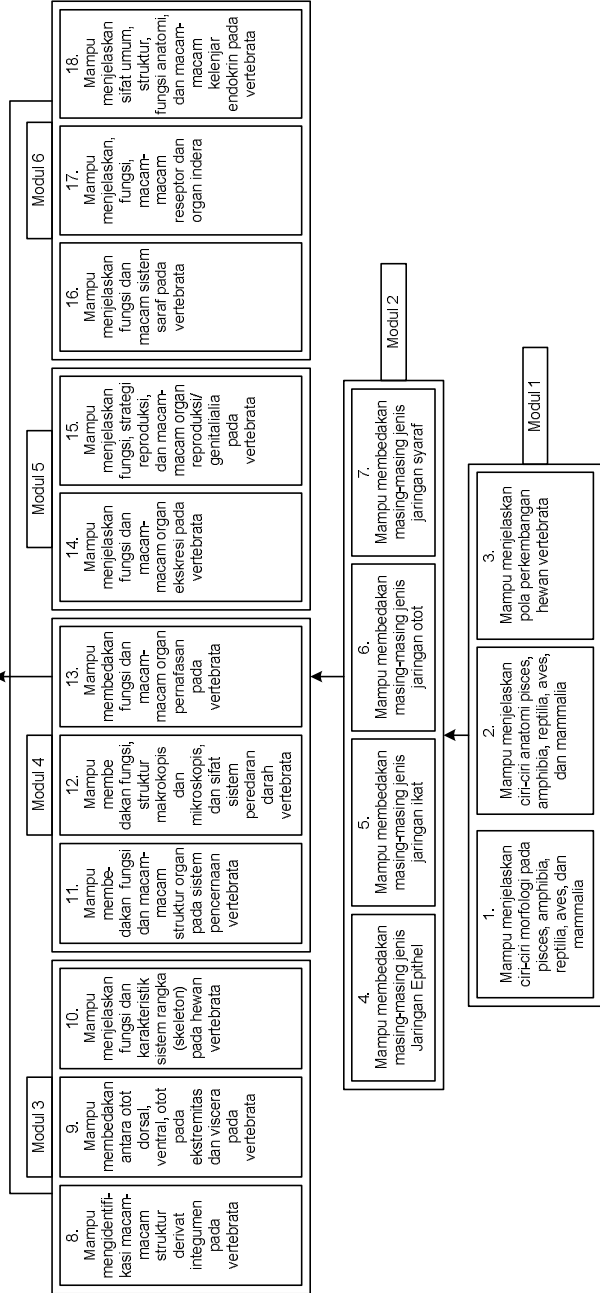 Modul 3
8.
Mampu
mengidentifi-
kasi macam-
macam
struktur
derivat
integumen
pada
vertebrata
9.
Mampu
membedakan
antara otot
dorsal,
ventral, otot
pada
ekstremitas
dan viscera
pada
vertebrata
10.
Mampu
menjelaskan
fungsi dan
karakteristik
sistem rangka
(skeleton)
pada hewan
vertebrata
Modul 4
11.
Mampu
membe-
dakan fungsi
dan macam-
macam
struktur organ
pada sistem
pencernaan
vertebrata
12.
Mampu
membe
dakan fungsi,
struktur
makrokopis
dan
mikroskopis,
dan sifat
sistem
peredaran
darah
vertebrata
13.
Mampu
membedakan
fungsi dan
macam-
macam organ
pernafasan
pada
vertebrata
Modul 5
14.
Mampu
menjelaskan
fungsi dan
macam-
macam organ
ekskresi pada
vertebrata
15.
Mampu
menjelaskan
fungsi, strategi
reproduksi,
dan macam-
macam organ
reproduksi/
genitalialia
pada
vertebrata
Modul 6
16.
Mampu
menjelaskan
fungsi dan
macam sistem
saraf pada
vertebrata
17.
Mampu
menjelaskan,
fungsi,
macam-
macam
reseptor dan
organ indera
18.
Mampu
menjelaskan
sifat umum,
struktur,
fungsi anatomi,
dan macam-
macam
kelenjar
endokrin pada
vertebrata
4.
Mampu membedakan
masing-masing jenis
Jaringan Epithel
5.
Mampu membedakan
masing-masing jenis
jaringan ikat
6.
Mampu membedakan
masing-masing jenis
jaringan otot
7.
Mampu membedakan
masing-masing jenis
jaringan syaraf
Modul 2
1.
Mampu menjelaskan
ciri-ciri morfologi pada
pisces, amphibia,
reptilia, aves, dan
mammalia
2.
Mampu menjelaskan
ciri-ciri anatomi pisces,
amphibia, reptilia, aves,
dan mammalia
3.
Mampu menjelaskan
pola perkembangan
hewan vertebrata
Modul 1